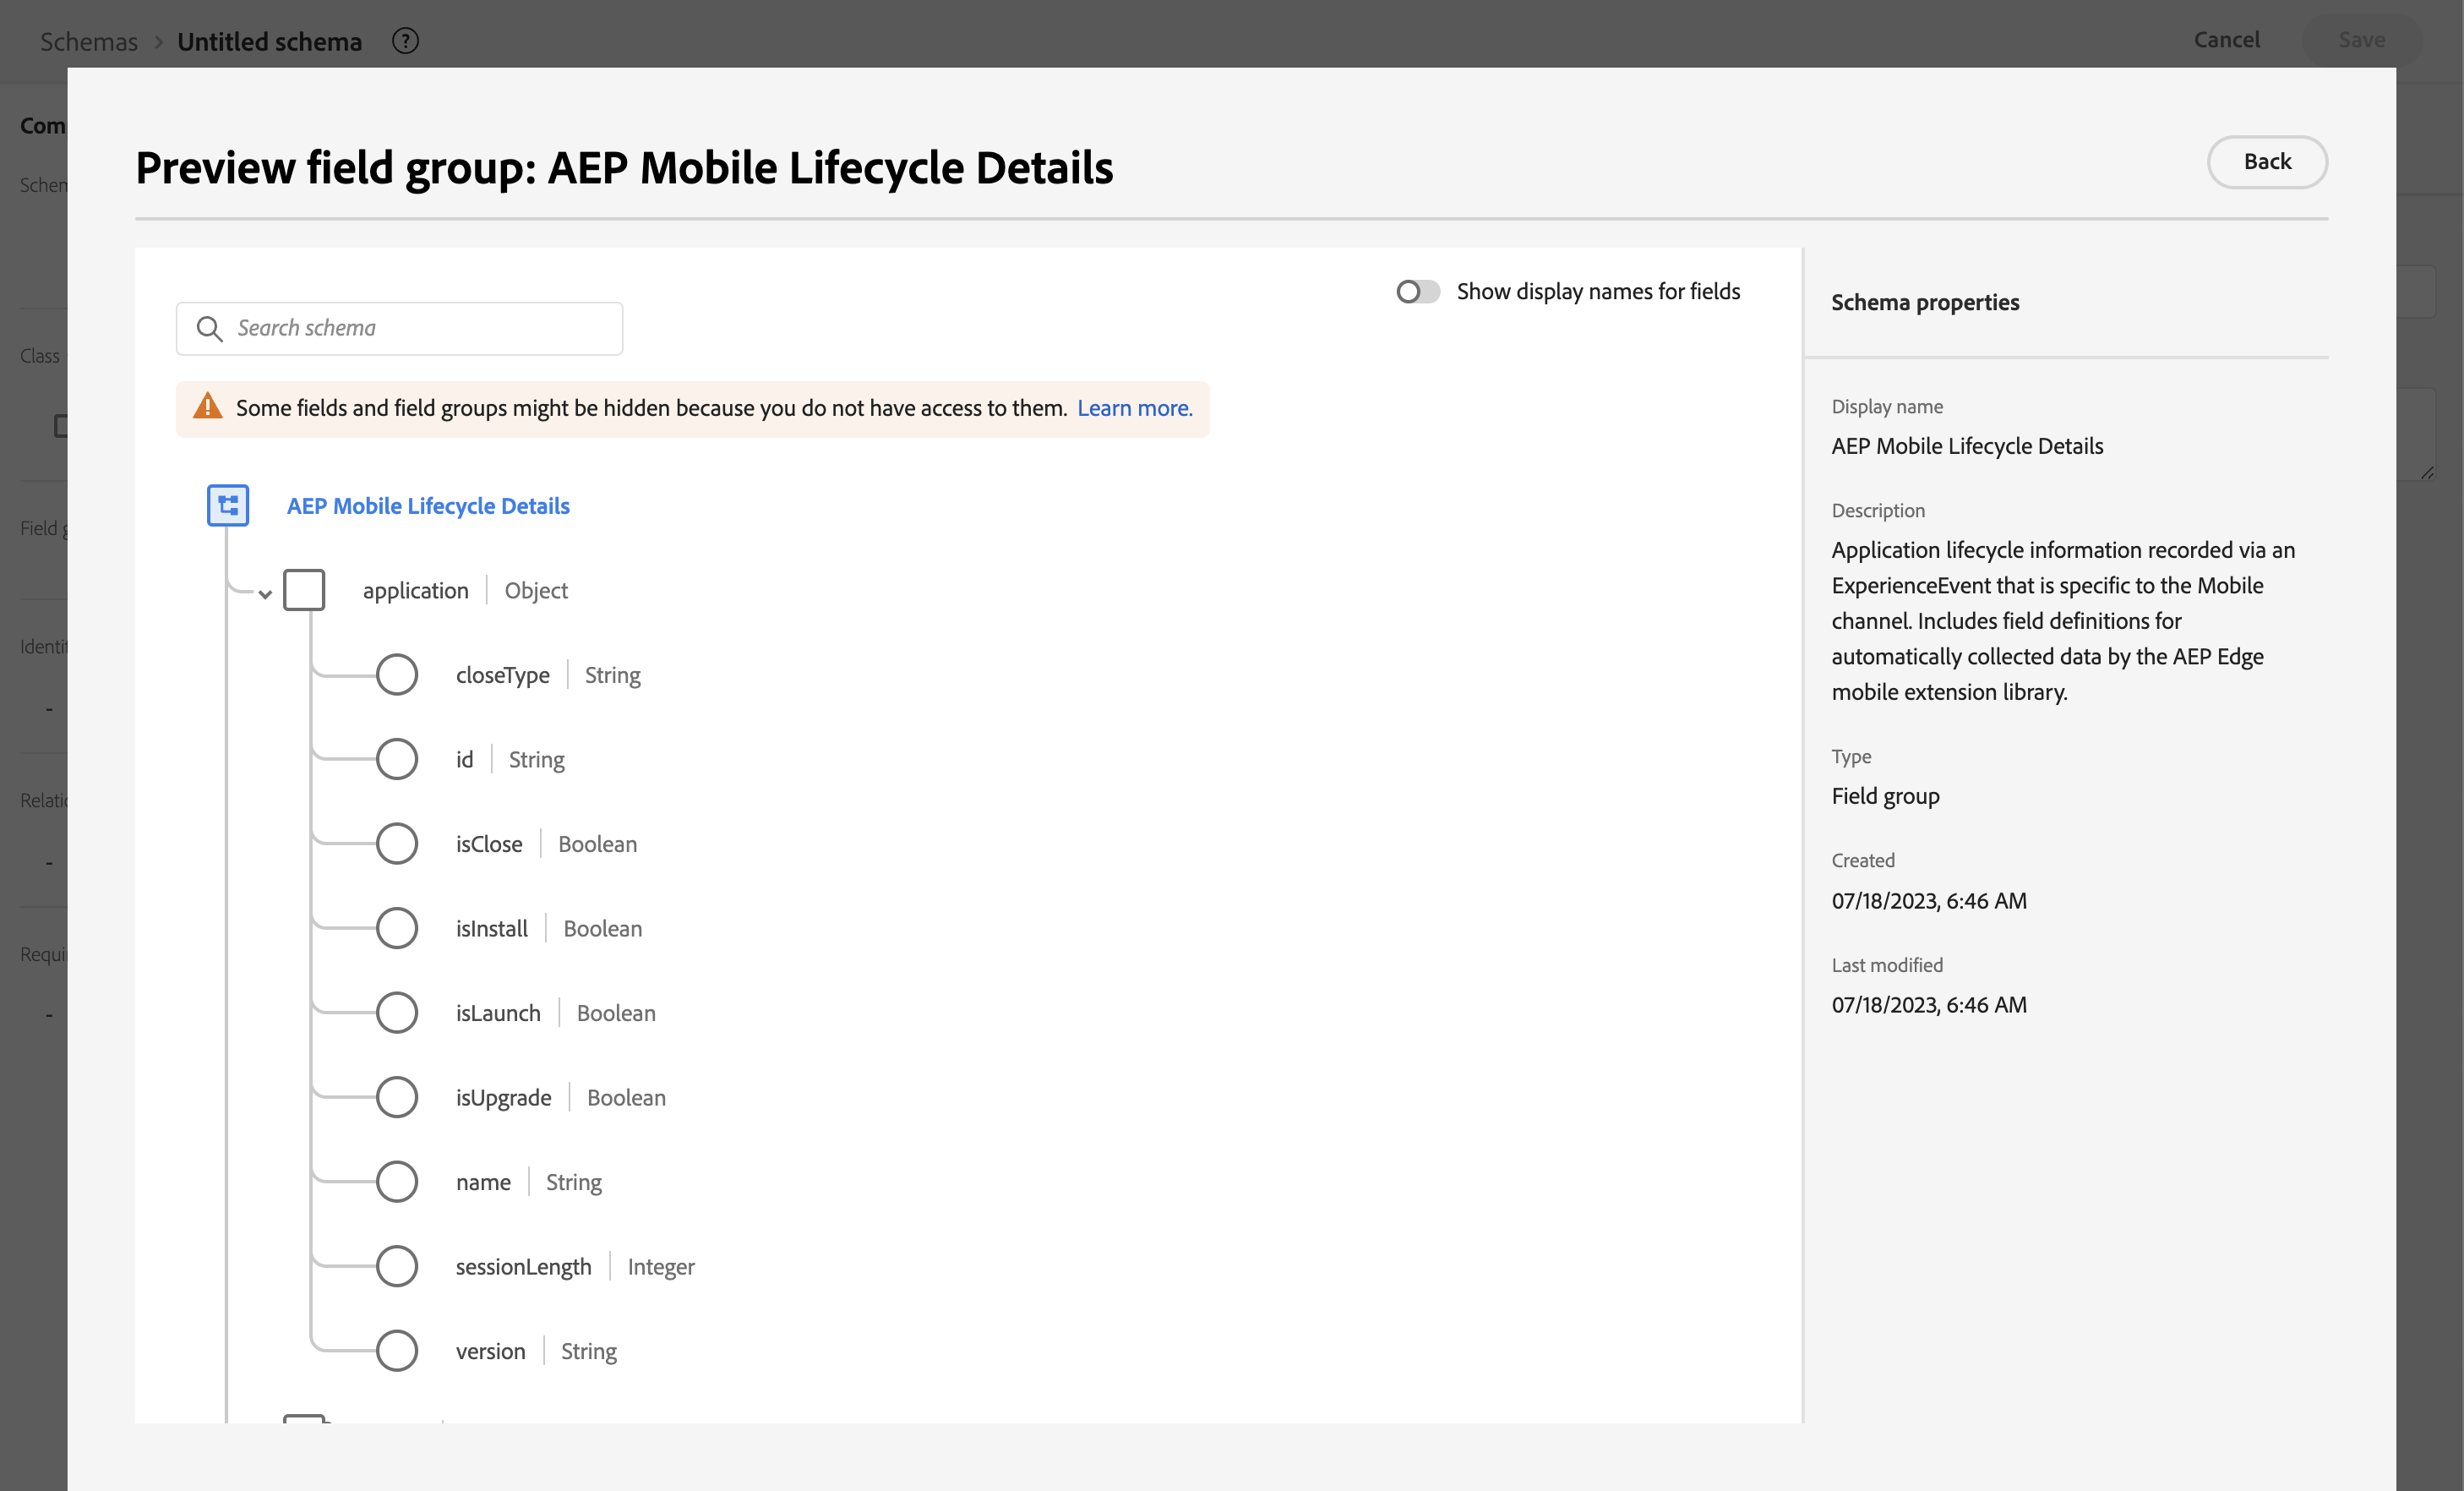 Schemas > Untitled schema ?
Cancel
Save
Com
Schem
Class
Field g
Identit
-
Relatio
-
Requi
-
Preview field group: AEP Mobile Lifecycle Details
Back
Search schema
Show display names for fields
Some fields and field groups might be hidden because you do not have access to them. Learn more.
AEP Mobile Lifecycle Details
application | Object
closeType | String
id | String
isClose | Boolean
isInstall | Boolean
isLaunch | Boolean
isUpgrade | Boolean
name | String
sessionLength | Integer
version | String
Schema properties
Display name
AEP Mobile Lifecycle Details
Description
Application lifecycle information recorded via an
ExperienceEvent that is specific to the Mobile
channel. Includes field definitions for
automatically collected data by the AEP Edge
mobile extension library.
Type
Field group
Created
07/18/2023, 6:46 AM
Last modified
07/18/2023, 6:46 AM